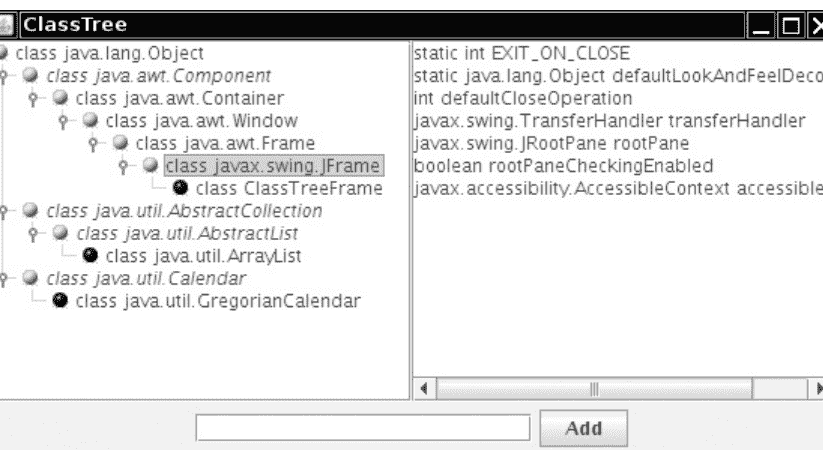 ClassTree
class java.lang.Object
class java.awt.Component
class java.awt.Container
class java.awt.Window
class java.awt.Frame
class javax.swing.JFrame
class ClassTreeFrame
class java.util.AbstractCollection
class java.util.AbstractList
class java.util.ArrayList
class java.util.Calendar
class java.util.GregorianCalendar
static int EXIT_ON_CLOSE
static java.lang.Object defaultLookAndFeelDeco
int defaultCloseOperation
javax.swing.TransferHandler transferHandler
javax.swing.JRootPane rootPane
boolean rootPaneCheckingEnabled
javax.accessibility.AccessibleContext accessible
Add